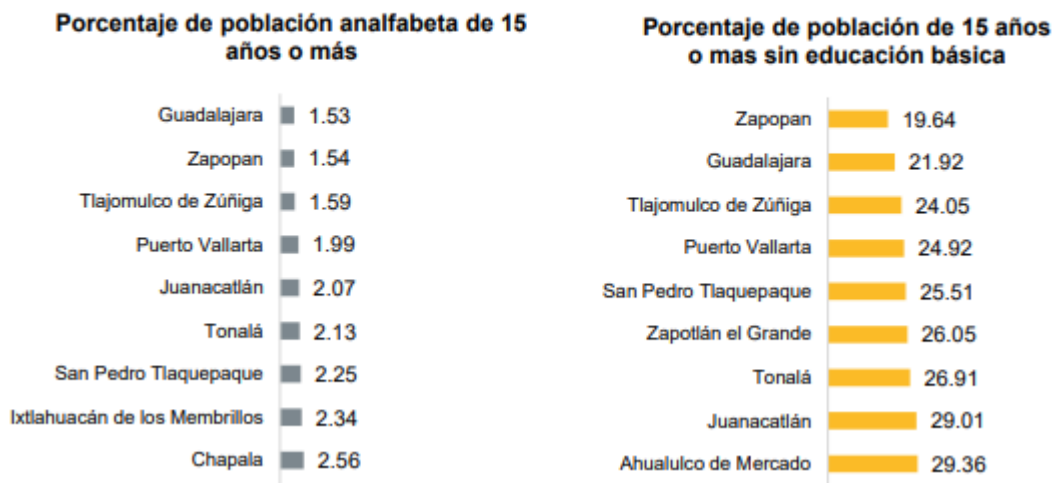 Porcentaje de población analfabeta de 15
años o más
Guadalajara 1.53
Zapopan 1.54
Tlajomulco de Zúñiga 1.59
Puerto Vallarta 1.99
Juanacatlán 2.07
Tonalá 2.13
San Pedro Tlaquepaque 2.25
Ixtlahuacán de los Membrillos 2.34
Chapala 2.56
Porcentaje de población de 15 años
o mas sin educación básica
Zapopan 19.64
Guadalajara 21.92
Tlajomulco de Zúñiga 24.05
Puerto Vallarta 24.92
San Pedro Tlaquepaque 25.51
Zapotlán el Grande 26.05
Tonalá 26.91
Juanacatlán 29.01
Ahualulco de Mercado 29.36